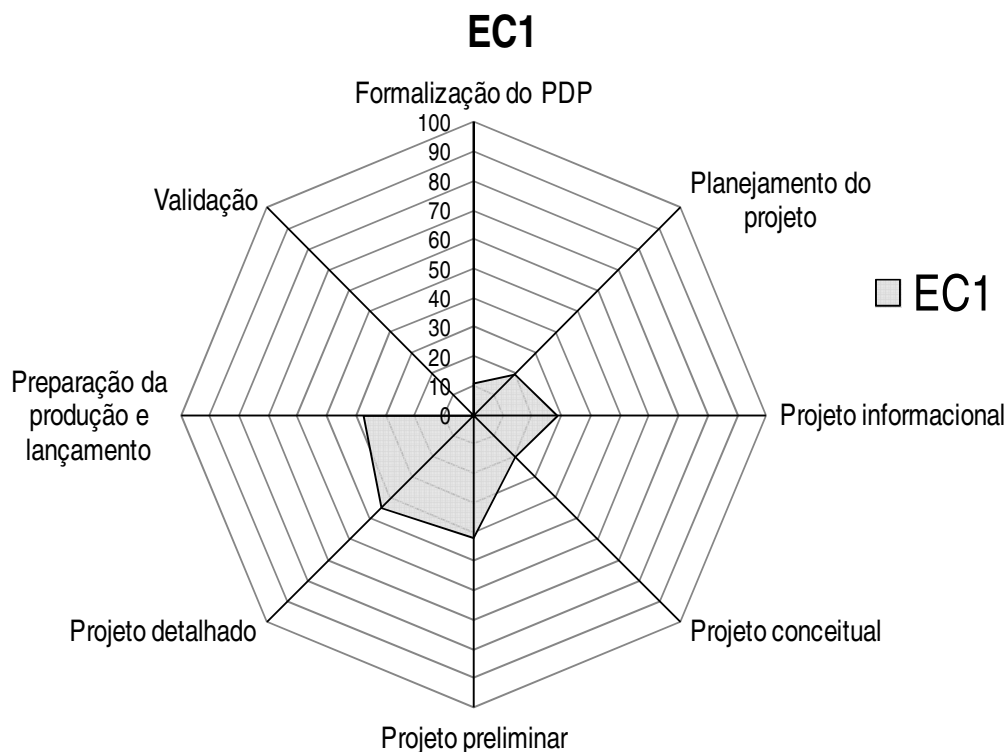 EC1
Formalização do PDP
100
90
80
70
60
50
40
30
20
10
0
Planejamento do
projeto
EC1
Projeto informacional
Projeto conceitual
Projeto preliminar
Projeto detalhado
Preparação da
produção e
lançamento
Validação